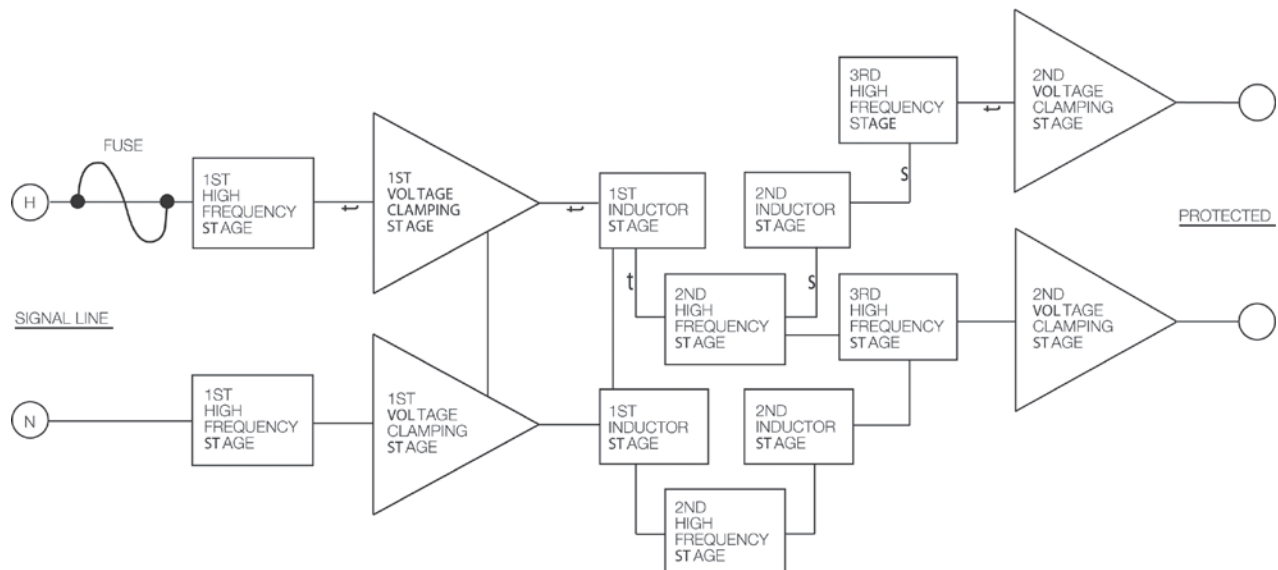 FUSE
H
1ST
HIGH
FREQUENCY
STAGE
t
1ST
VOLTAGE
CLAMPING
STAGE
t
1ST
INDUCTOR
STAGE
t
2ND
HIGH
FREQUENCY
STAGE
s
2ND
INDUCTOR
STAGE
s
3RD
HIGH
FREQUENCY
STAGE
t
2ND
VOLTAGE
CLAMPING
STAGE
PROTECTED
SIGNAL LINE
N
1ST
HIGH
FREQUENCY
STAGE
1ST
VOLTAGE
CLAMPING
STAGE
1ST
INDUCTOR
STAGE
2ND
HIGH
FREQUENCY
STAGE
2ND
INDUCTOR
STAGE
3RD
HIGH
FREQUENCY
STAGE
2ND
VOLTAGE
CLAMPING
STAGE